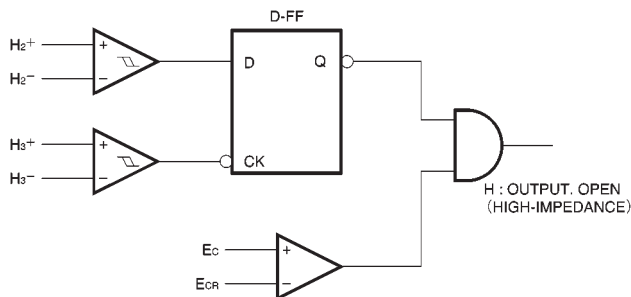 D-FF
H2+
H2−
D
Q
H3+
H3−
CK
H : OUTPUT. OPEN
(HIGH-IMPEDANCE)
EC
ECR
+
−
+
−
+
−